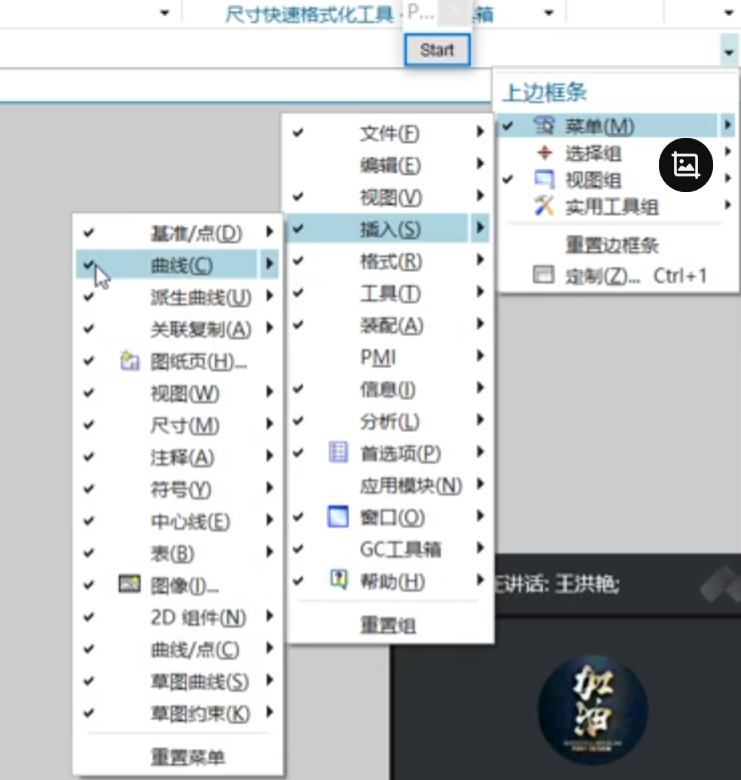 尺寸快速格式化工具 - P... 箱
Start
上边框条
菜单(M)
选择组
视图组
实用工具组
重置边框条
定制(Z)... Ctrl+1
文件(F)
编辑(E)
视图(V)
插入(S)
格式(R)
工具(T)
装配(A)
PMI
信息(I)
分析(L)
首选项(P)
应用模块(N)
窗口(O)
GC工具箱
帮助(H)
重置组
基准/点(D)
曲线(C)
派生曲线(U)
关联复制(A)
图纸页(H)...
视图(W)
尺寸(M)
注释(A)
符号(Y)
中心线(E)
表(B)
图像(I)...
2D 组件(N)
曲线/点(C)
草图曲线(S)
草图约束(K)
重置菜单
讲话: 王洪艳;
加
油